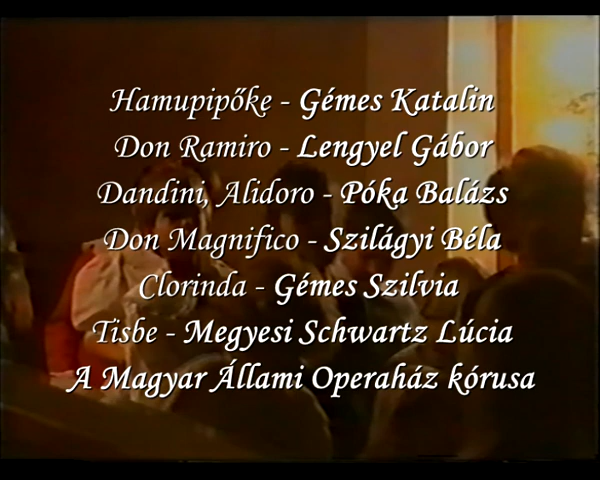 Hamupipőke - Gémes Katalin
Don Ramiro - Lengyel Gábor
Dandini, Alidoro - Póka Balázs
Don Magnifico - Szilágyi Béla
Clorinda - Gémes Szilvia
Tisbe - Megyesi Schwartz Lúcia
A Magyar Állami Operaház kórusa